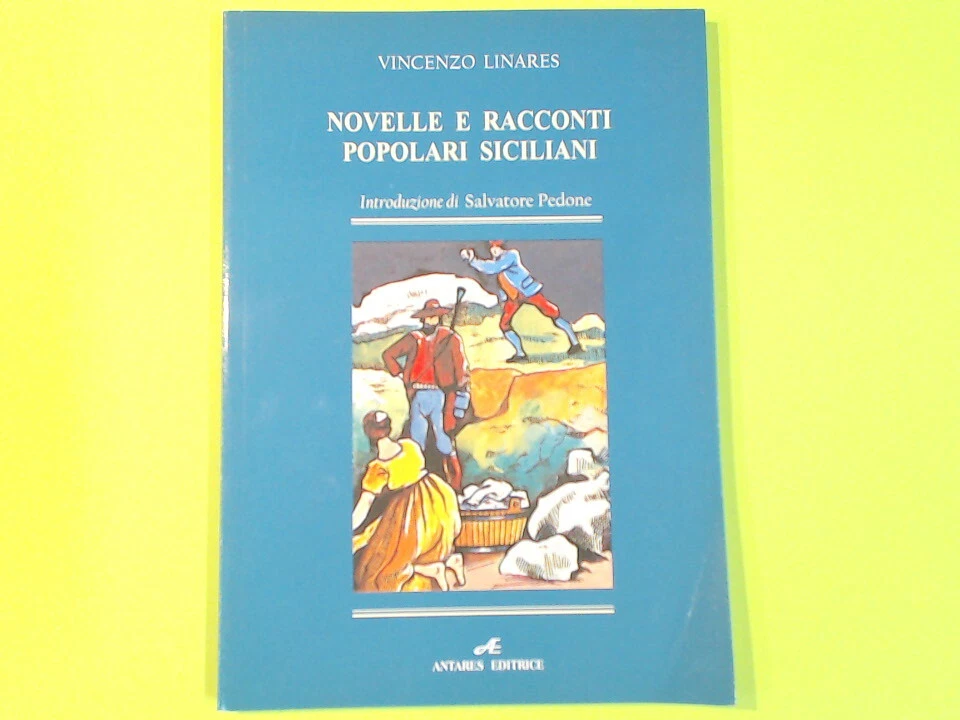 VINCENZO LINARES
NOVELLE E RACCONTI
POPOLARI SICILIANI
Introduzione di Salvatore Pedone
Æ
ANTARES EDITRICE